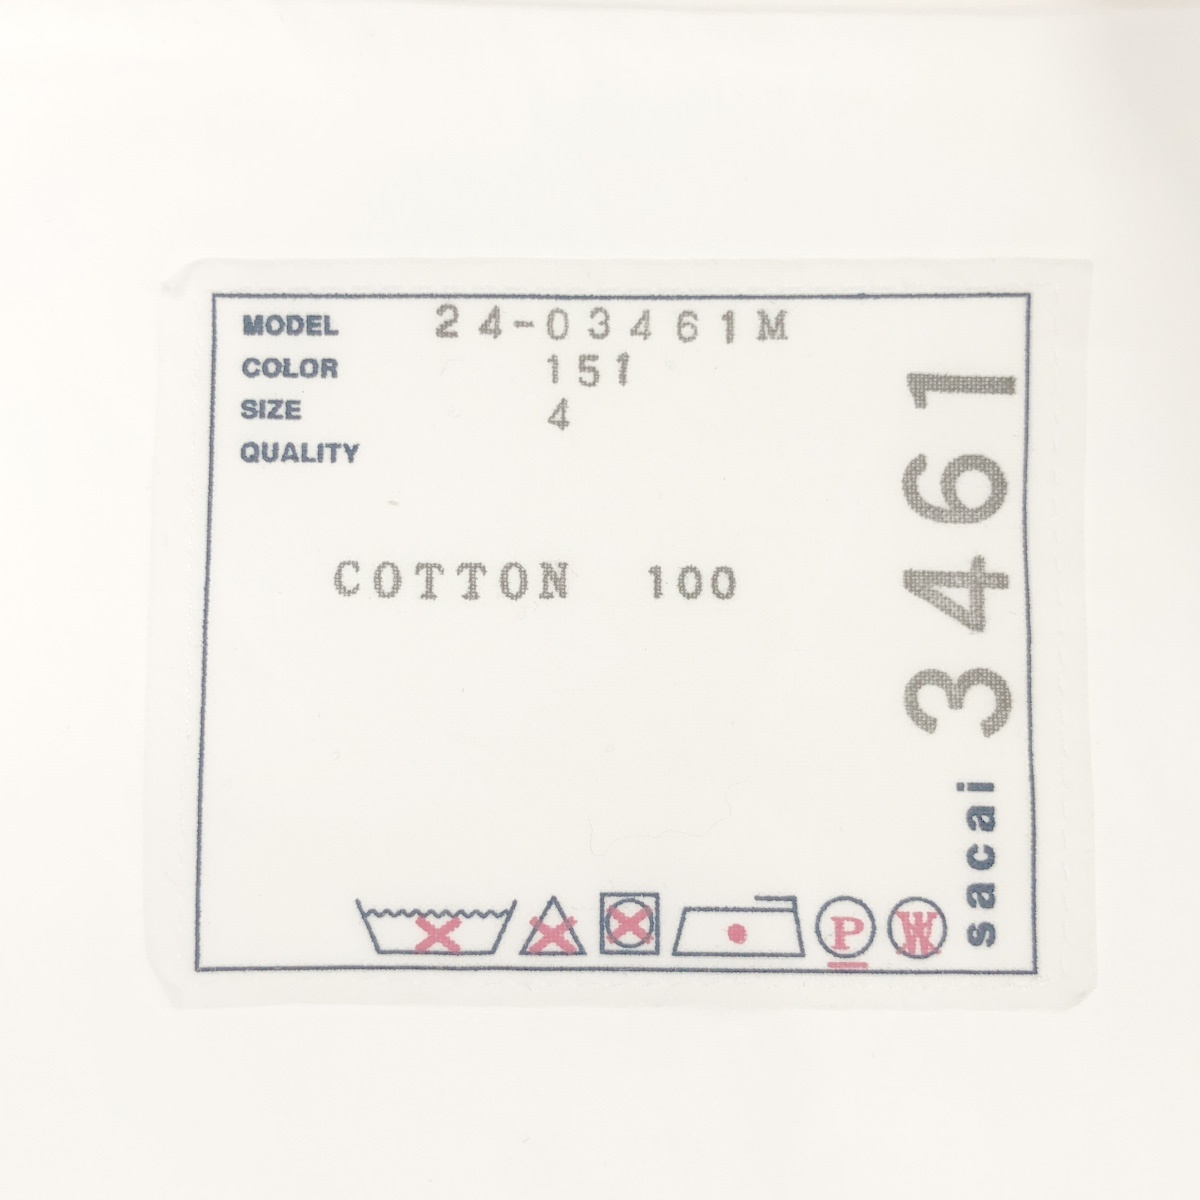 MODEL 24-03461M
COLOR 151
SIZE 4
QUALITY
COTTON 100
P W
sacai 3461